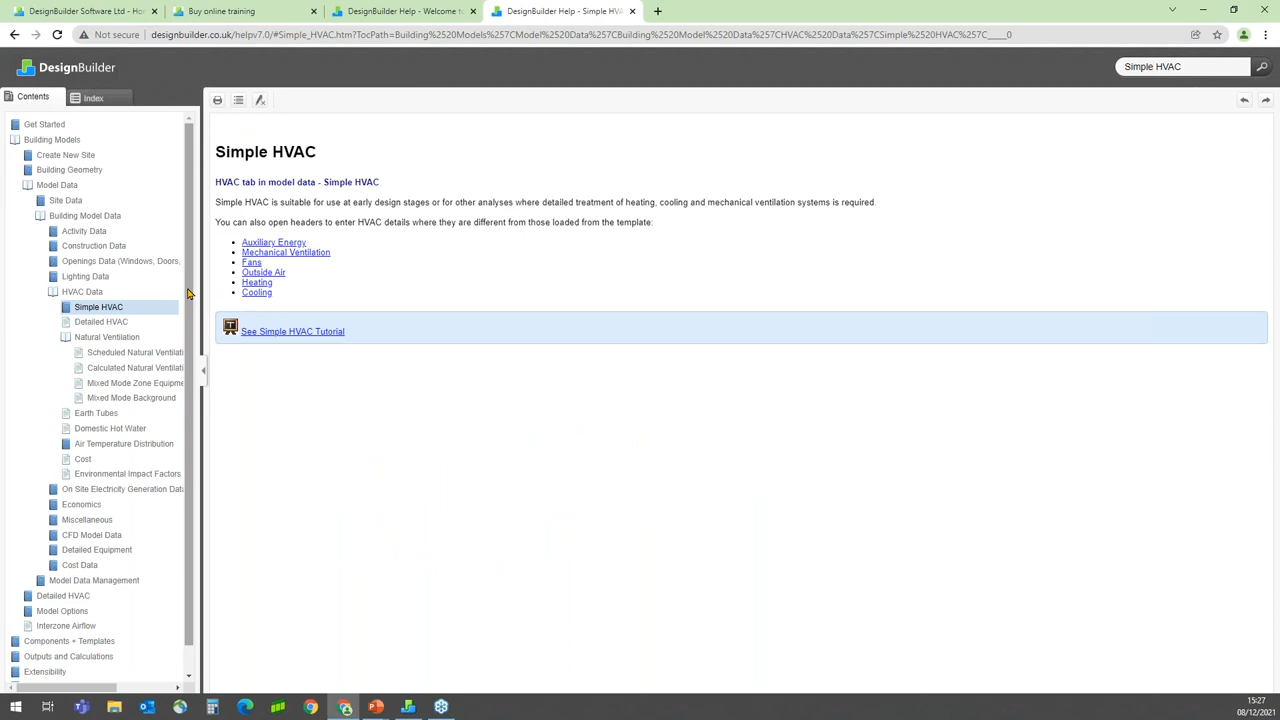 DesignBuilder Software Ltd - Hom
Buy online training
DesignBuilder Help - Welcome to
DesignBuilder Help - Simple HVA
Not secure
designbuilder.co.uk/helpv7.0/#Simple_HVAC.htm?TocPath=Building%2520Models%257CModel%2520Data%257CBuilding%2520Model%2520Data%257CHVAC%2520Data%257CSimple%2520HVAC%257C____0
DesignBuilder
Simple HVAC
Contents
Index
Get Started
Building Models
Create New Site
Building Geometry
Model Data
Site Data
Building Model Data
Activity Data
Construction Data
Openings Data (Windows, Doors,
Lighting Data
HVAC Data
Simple HVAC
Detailed HVAC
Natural Ventilation
Scheduled Natural Ventilati
Calculated Natural Ventilati
Mixed Mode Zone Equipme
Mixed Mode Background
Earth Tubes
Domestic Hot Water
Air Temperature Distribution
Cost
Environmental Impact Factors
On Site Electricity Generation Data
Economics
Miscellaneous
CFD Model Data
Detailed Equipment
Cost Data
Model Data Management
Detailed HVAC
Model Options
Interzone Airflow
Components + Templates
Outputs and Calculations
Extensibility
Simple HVAC
HVAC tab in model data - Simple HVAC
Simple HVAC is suitable for use at early design stages or for other analyses where detailed treatment of heating, cooling and mechanical ventilation systems is required.
You can also open headers to enter HVAC details where they are different from those loaded from the template:
Auxiliary Energy
Mechanical Ventilation
Fans
Outside Air
Heating
Cooling
See Simple HVAC Tutorial
15:27
08/12/2021